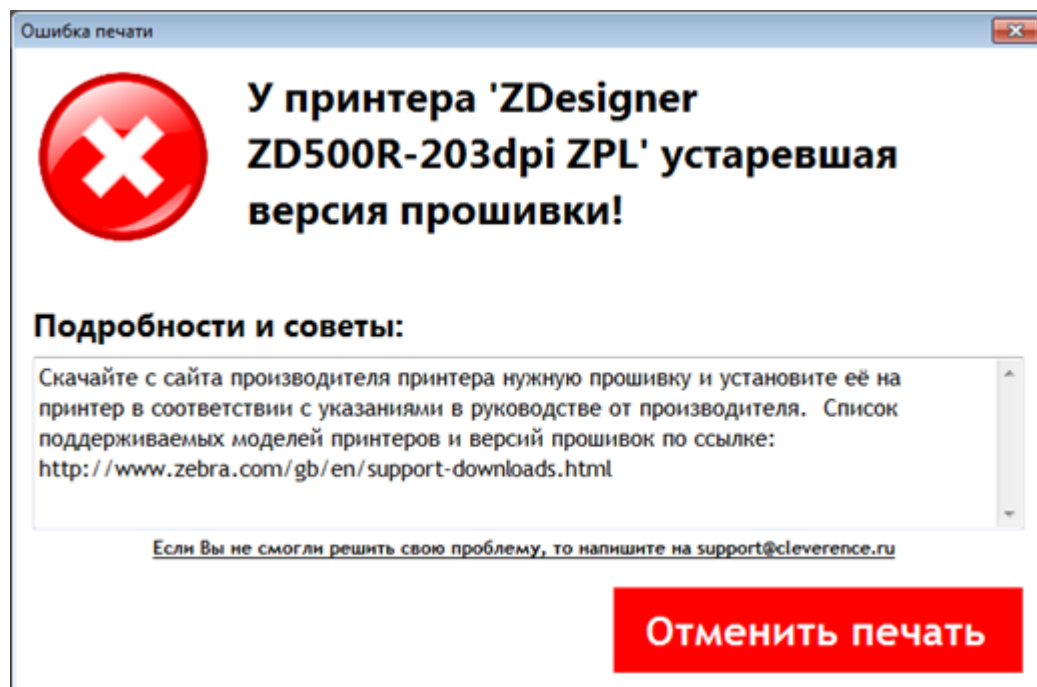 Ошибка печати
У принтера 'ZDesigner
ZD500R-203dpi ZPL' устаревшая
версия прошивки!
Подробности и советы:
Скачайте с сайта производителя принтера нужную прошивку и установите её на
принтер в соответствии с указаниями в руководстве от производителя.  Список
поддерживаемых моделей принтеров и версий прошивок по ссылке:
http://www.zebra.com/gb/en/support-downloads.html
Если Вы не смогли решить свою проблему, то напишите на support@cleverence.ru
Отменить печать